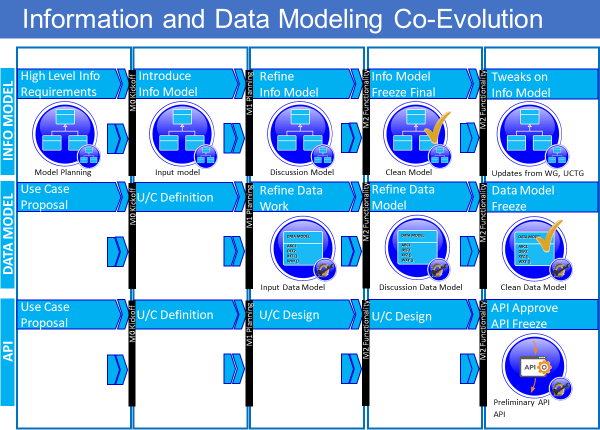 Information and Data Modeling Co-Evolution
INFO MODEL
High Level Info
Requirements
Model Planning
M0 Kickoff
Introduce
Info Model
Input model
M1 Planning
Refine
Info Model
Discussion Model
M2 Functionality
Info Model
Freeze Final
Clean Model
M2 Functionality
Tweaks on
Info Model
Updates from WG, UCTG
DATA MODEL
Use Case
Proposal
M0 Kickoff
U/C Definition
M1 Planning
Refine Data
Work
DATA MODEL
Input Data Model
M2 Functionality
Refine Data
Model
DATA MODEL
Discussion Data Model
M2 Functionality
Data Model
Freeze
Clean Data Model
API
Use Case
Proposal
M0 Kickoff
U/C Definition
M1 Planning
U/C Design
M2 Functionality
U/C Design
M2 Functionality
API Approve
API Freeze
API
Preliminary API
API